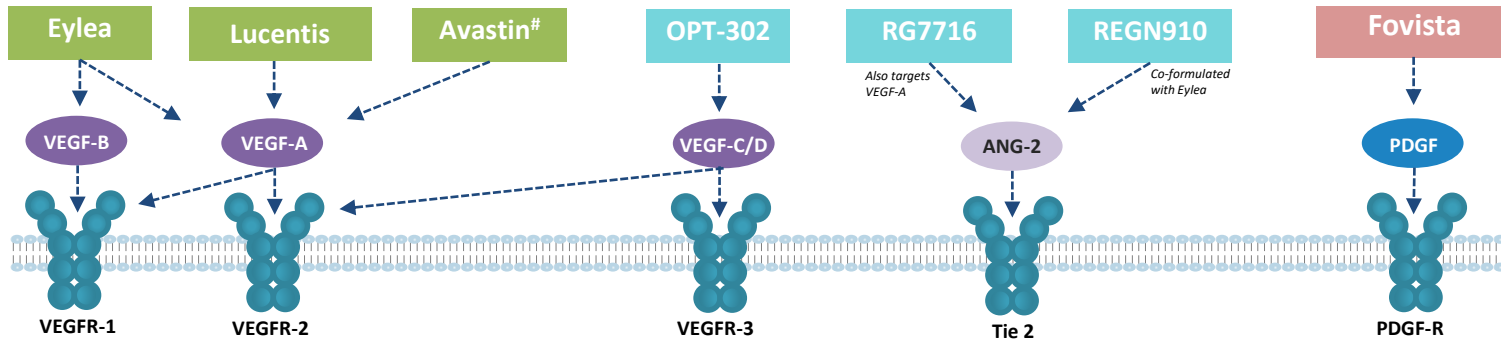 Eylea
Lucentis
Avastin#
OPT-302
RG7716
REGN910
Fovista
Also targets
VEGF-A
Co-formulated
with Eylea
VEGF-B
VEGF-A
VEGF-C/D
ANG-2
PDGF
VEGFR-1
VEGFR-2
VEGFR-3
Tie 2
PDGF-R